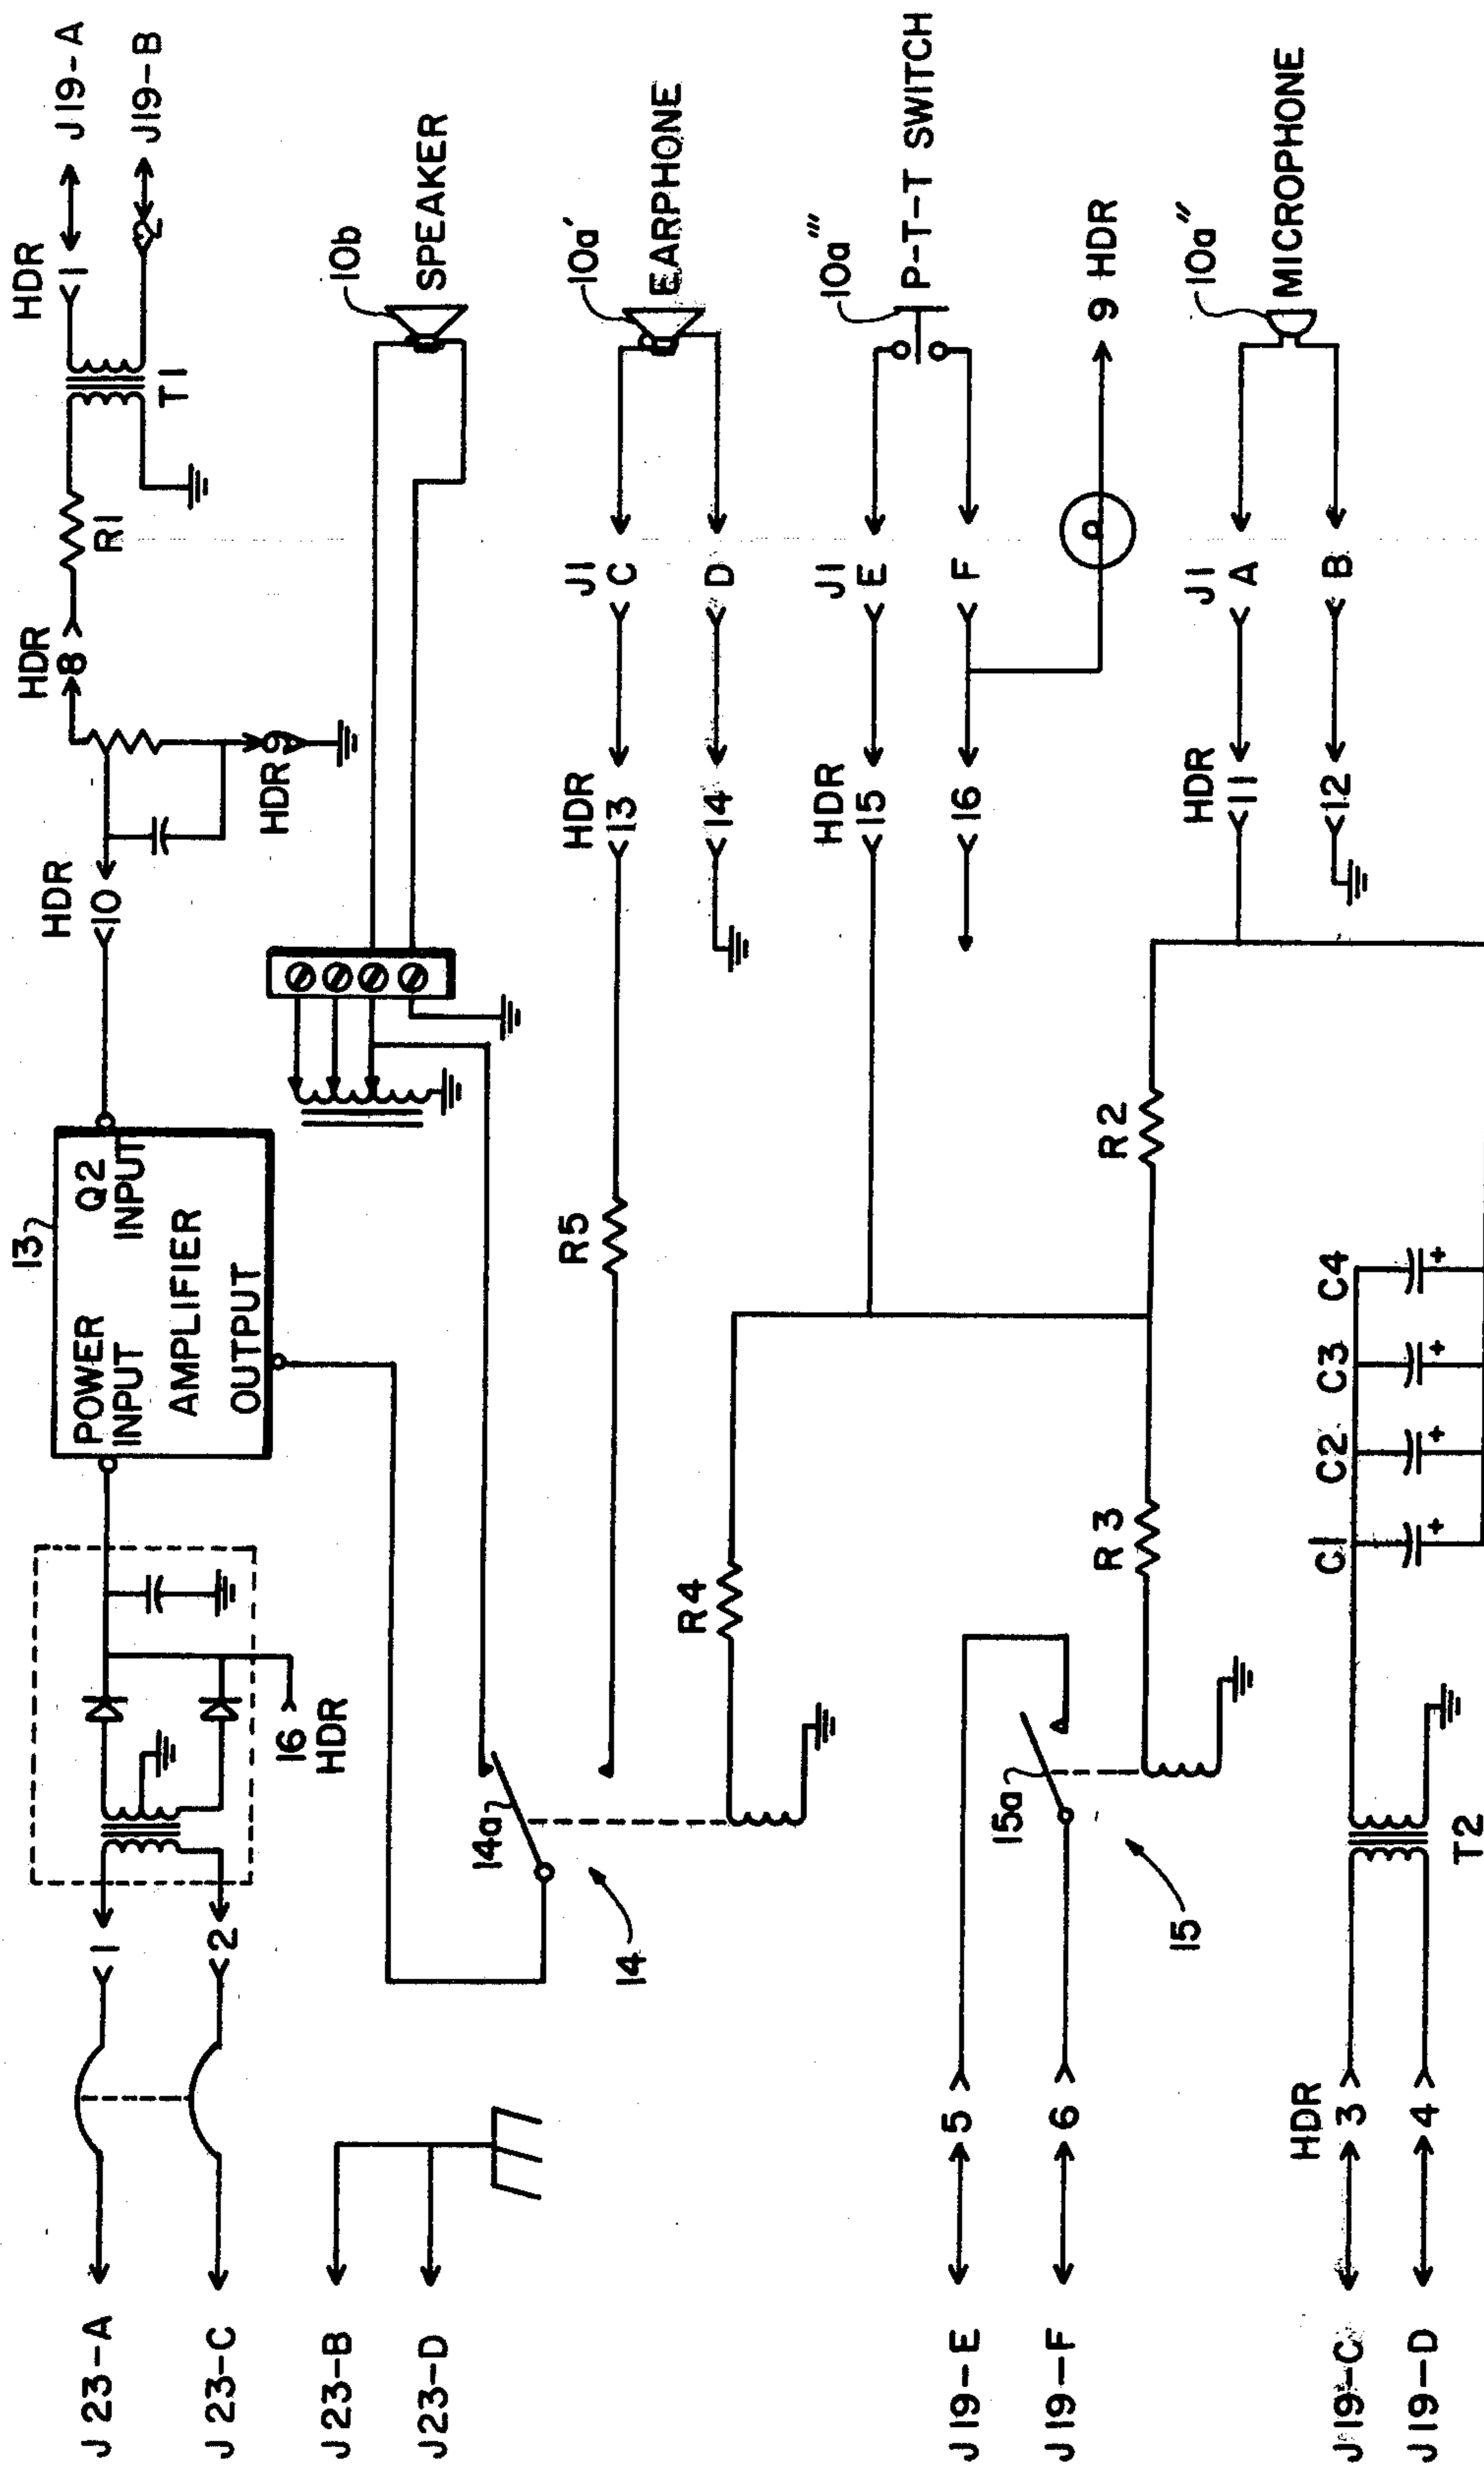 J 23-A
1
POWER
INPUT
Q2
INPUT
AMPLIFIER
OUTPUT
13
HDR
10
HDR
8
R1
T1
HDR
1
J19-A
2
J19-B
J 23-C
2
16
HDR
HDR
9
J 23-B
J23-D
10b
SPEAKER
14a
14
R5
HDR
13
J1
C
10a'
EARPHONE
14
D
R4
HDR
15
J1
E
10a'''
P-T-T SWITCH
16
F
9 HDR
J19-E
5
J19-F
6
15a
15
R3
R2
HDR
11
J1
A
10a''
MICROPHONE
12
B
J19-C
HDR
3
J19-D
4
T2
C1
C2
C3
C4
+
+
+
+